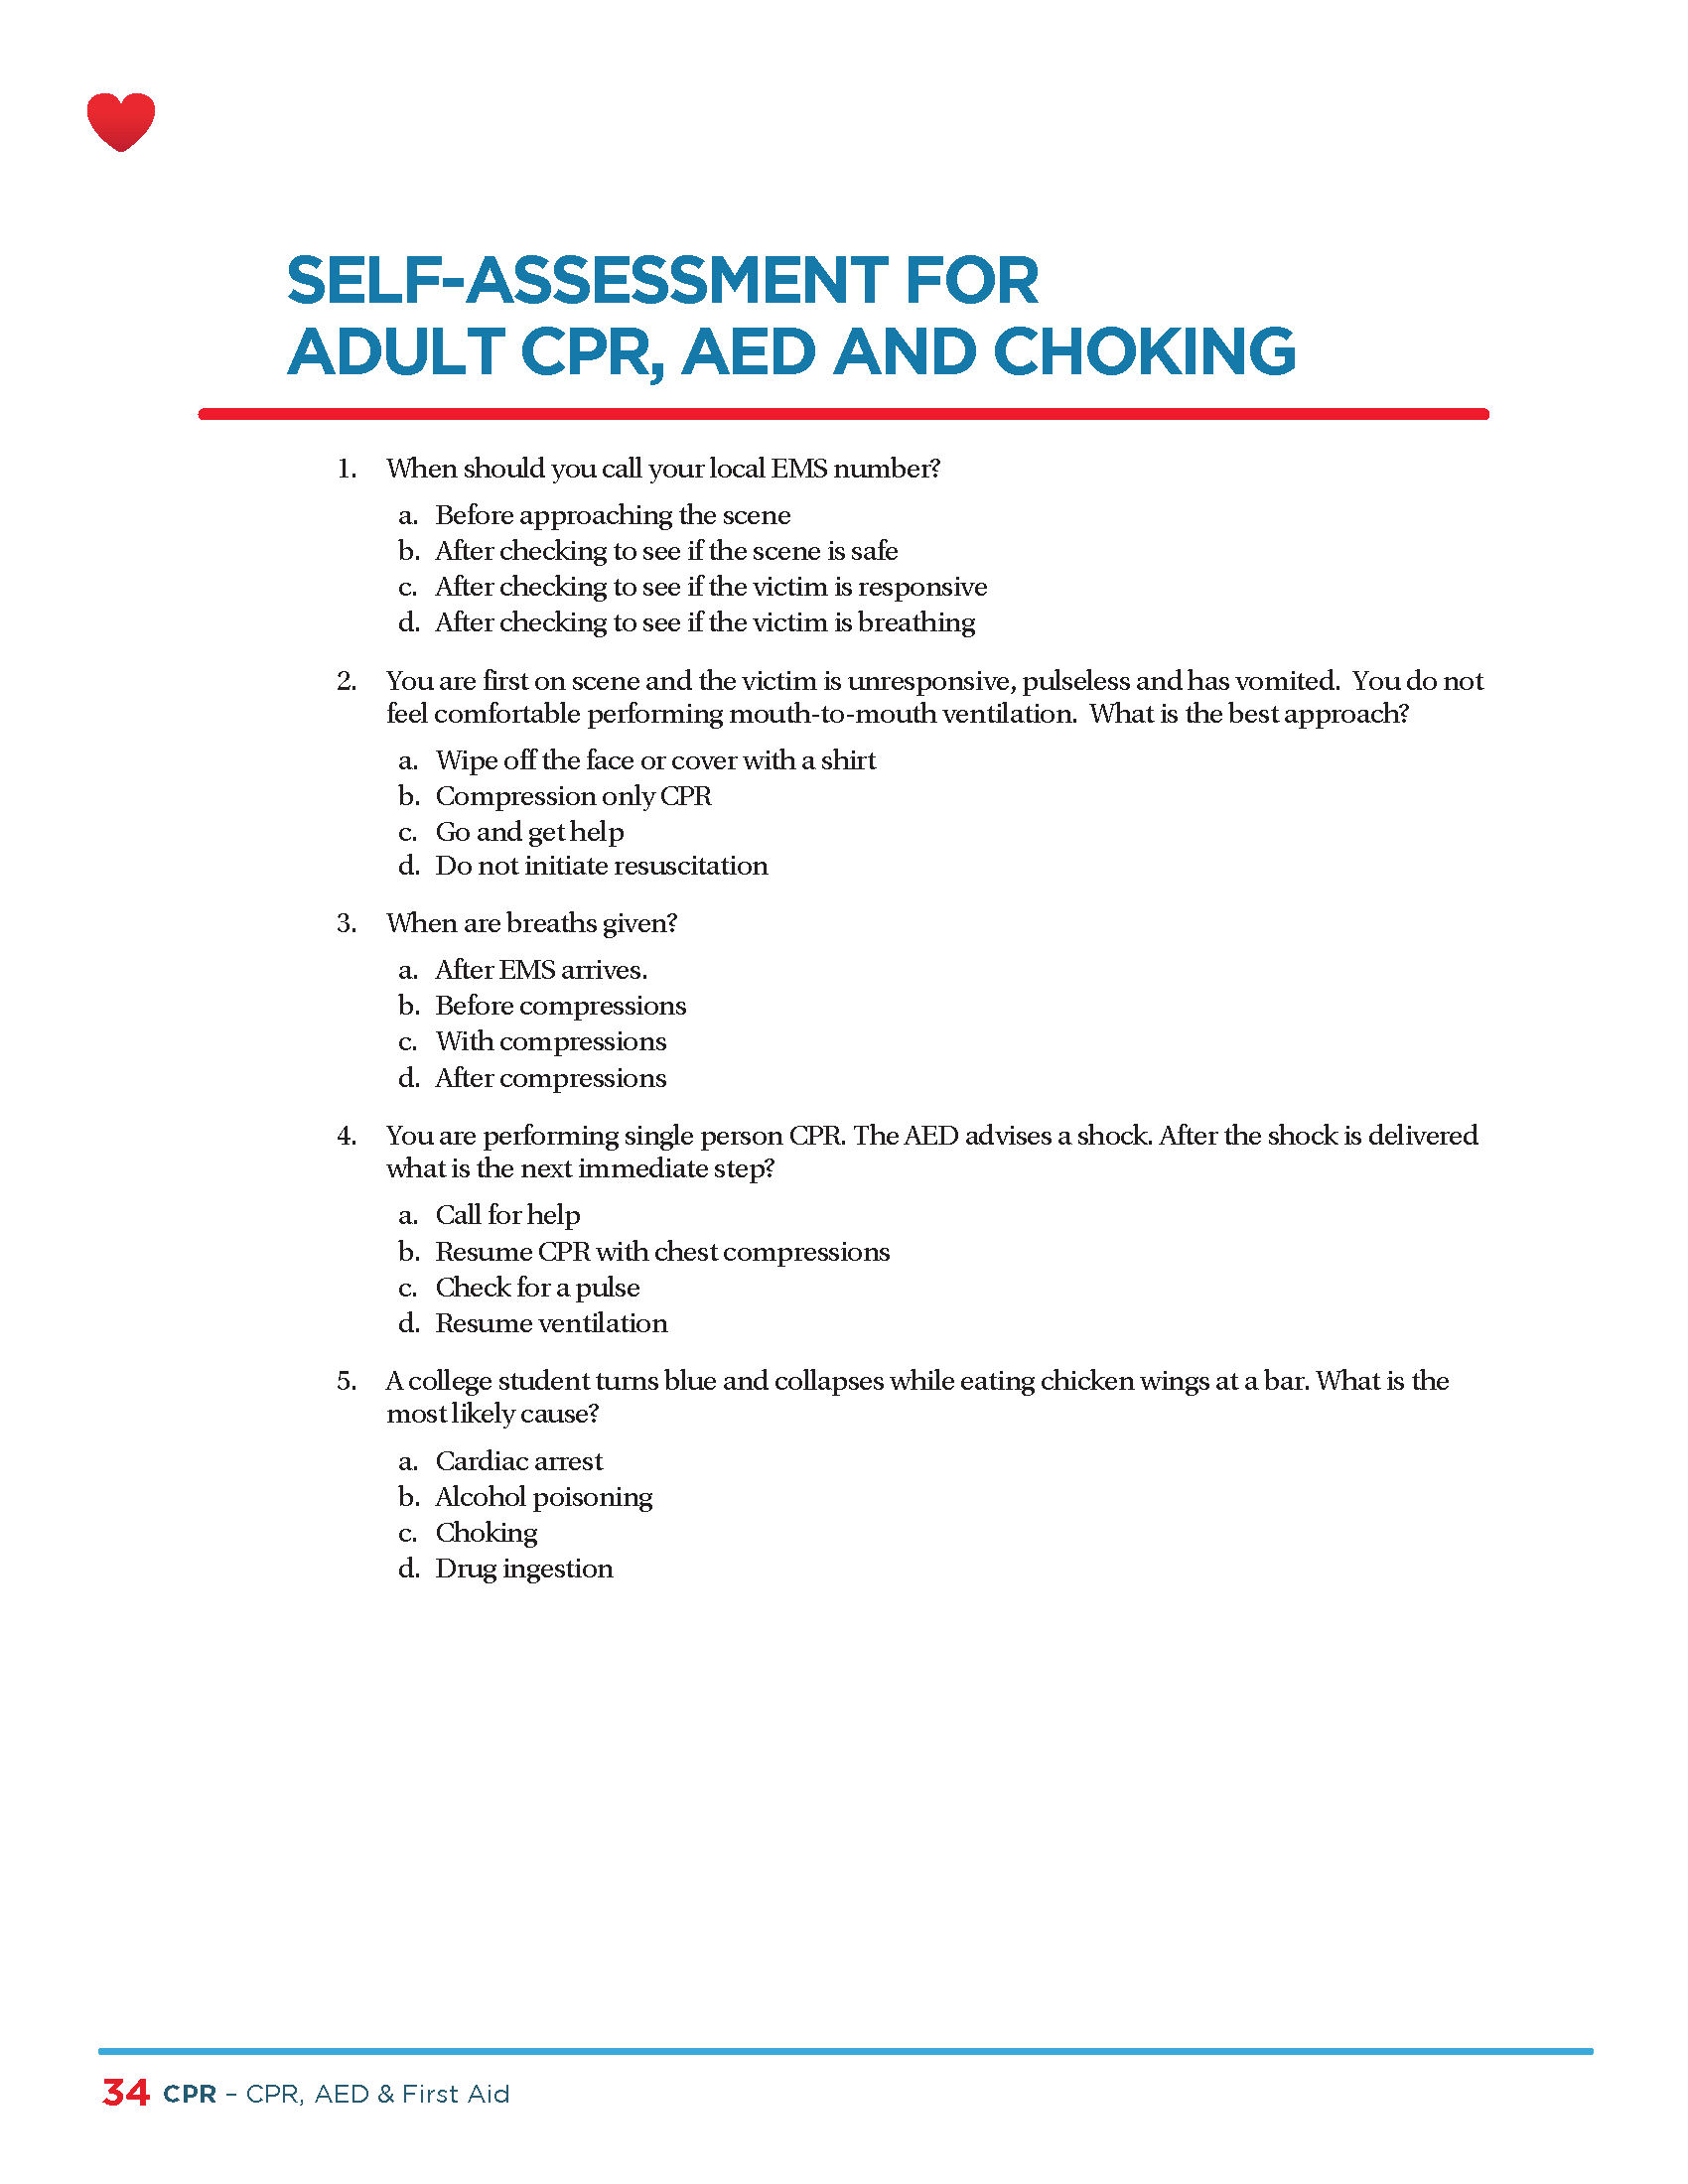 SELF-ASSESSMENT FOR
ADULT CPR, AED AND CHOKING
1. When should you call your local EMS number?
a. Before approaching the scene
b. After checking to see if the scene is safe
c. After checking to see if the victim is responsive
d. After checking to see if the victim is breathing
2. You are first on scene and the victim is unresponsive, pulseless and has vomited. You do not
feel comfortable performing mouth-to-mouth ventilation. What is the best approach?
a. Wipe off the face or cover with a shirt
b. Compression only CPR
c. Go and get help
d. Do not initiate resuscitation
3. When are breaths given?
a. After EMS arrives.
b. Before compressions
c. With compressions
d. After compressions
4. You are performing single person CPR. The AED advises a shock. After the shock is delivered
what is the next immediate step?
a. Call for help
b. Resume CPR with chest compressions
c. Check for a pulse
d. Resume ventilation
5. A college student turns blue and collapses while eating chicken wings at a bar. What is the
most likely cause?
a. Cardiac arrest
b. Alcohol poisoning
c. Choking
d. Drug ingestion
34 CPR – CPR, AED & First Aid